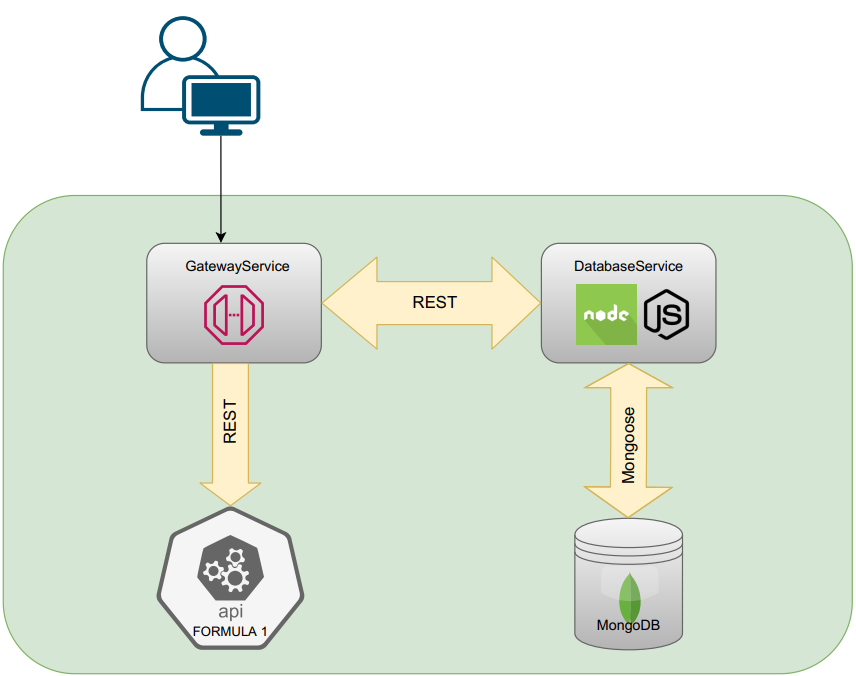 GatewayService
DatabaseService
node
JS
REST
REST
Mongoose
api
FORMULA 1
MongoDB